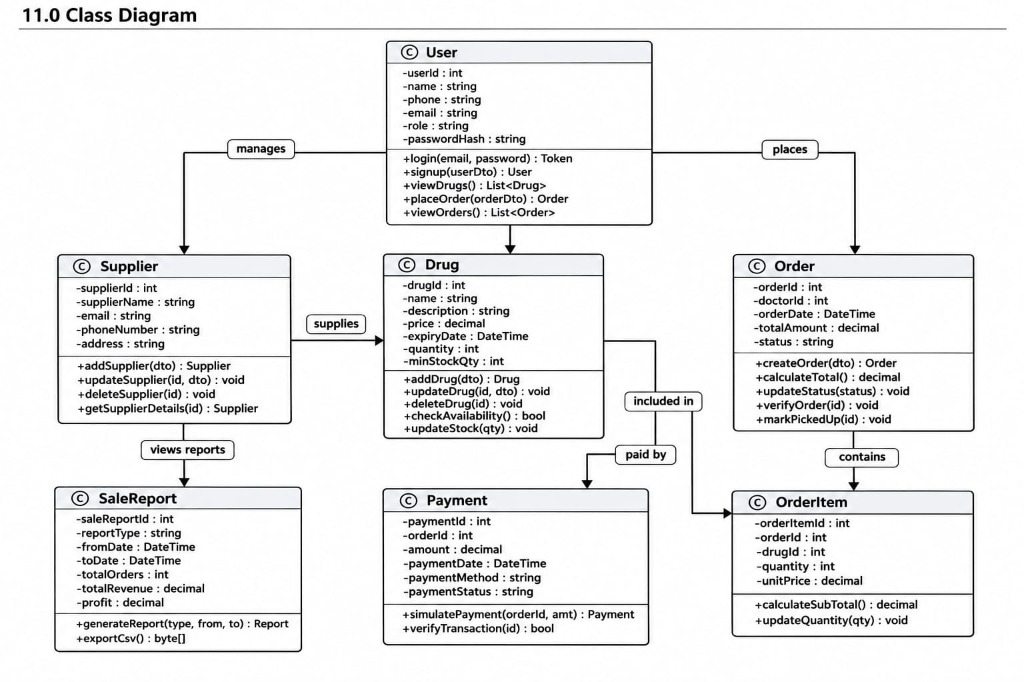 11.0 Class Diagram
C User
-userId : int
-name : string
-phone : string
-email : string
-role : string
-passwordHash : string
+login(email, password) : Token
+signup(userDto) : User
+viewDrugs() : List<Drug>
+placeOrder(orderDto) : Order
+viewOrders() : List<Order>
manages
places
C Supplier
-supplierId : int
-supplierName : string
-email : string
-phoneNumber : string
-address : string
+addSupplier(dto) : Supplier
+updateSupplier(id, dto) : void
+deleteSupplier(id) : void
+getSupplierDetails(id) : Supplier
supplies
C Drug
-drugId : int
-name : string
-description : string
-price : decimal
-expiryDate : DateTime
-quantity : int
-minStockQty : int
+addDrug(dto) : Drug
+updateDrug(id, dto) : void
+deleteDrug(id) : void
+checkAvailability() : bool
+updateStock(qty) : void
C Order
-orderId : int
-doctorId : int
-orderDate : DateTime
-totalAmount : decimal
-status : string
+createOrder(dto) : Order
+calculateTotal() : decimal
+updateStatus(status) : void
+verifyOrder(id) : void
+markPickedUp(id) : void
included in
views reports
paid by
contains
C SaleReport
-saleReportId : int
-reportType : string
-fromDate : DateTime
-toDate : DateTime
-totalOrders : int
-totalRevenue : decimal
-profit : decimal
+generateReport(type, from, to) : Report
+exportCsv() : byte[]
C Payment
-paymentId : int
-orderId : int
-amount : decimal
-paymentDate : DateTime
-paymentMethod : string
-paymentStatus : string
+simulatePayment(orderId, amt) : Payment
+verifyTransaction(id) : bool
C OrderItem
-orderItemId : int
-orderId : int
-drugId : int
-quantity : int
-unitPrice : decimal
+calculateSubTotal() : decimal
+updateQuantity(qty) : void